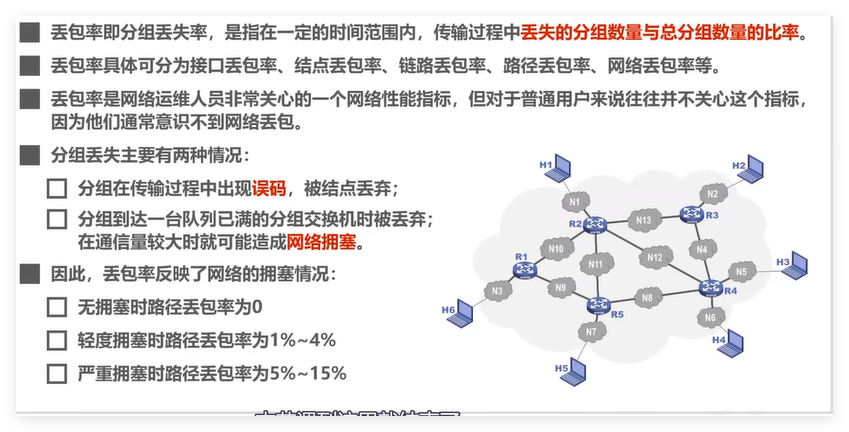 丢包率即分组丢失率，是指在一定的时间范围内，传输过程中丢失的分组数量与总分组数量的比率。
丢包率具体可分为接口丢包率、结点丢包率、链路丢包率、路径丢包率、网络丢包率等。
丢包率是网络运维人员非常关心的一个网络性能指标，但对于普通用户来说往往并不关心这个指标，
因为他们通常意识不到网络丢包。
分组丢失主要有两种情况：
分组在传输过程中出现误码，被结点丢弃；
分组到达一台队列已满的分组交换机时被丢弃；
在通信量较大时就可能造成网络拥塞。
因此，丢包率反映了网络的拥塞情况：
无拥塞时路径丢包率为0
轻度拥塞时路径丢包率为1%~4%
严重拥塞时路径丢包率为5%~15%
H1
H2
N1
N2
R2
N13
R3
R1
N10
N11
N12
N4
H3
N5
N3
N9
N8
R4
H6
R5
N6
N7
H4
H5